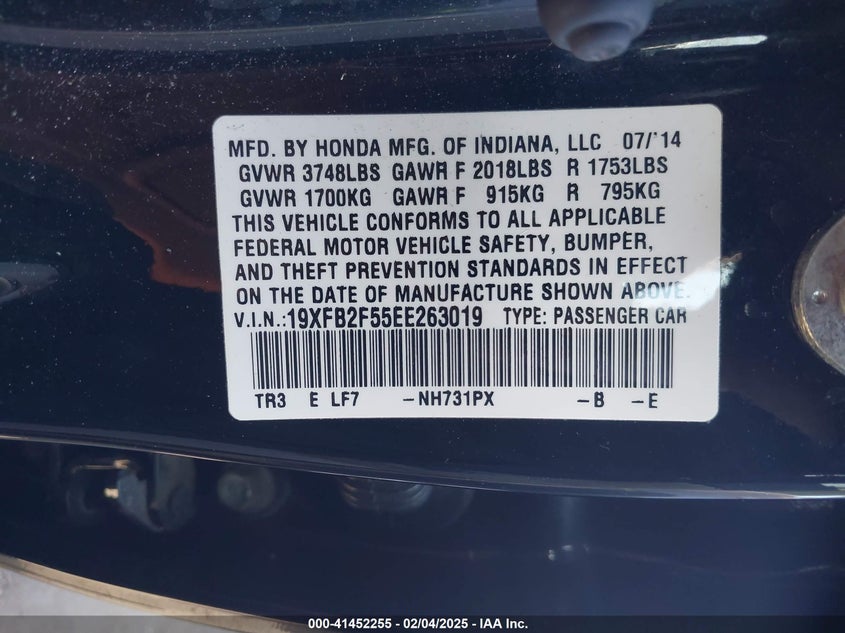 MFD. BY HONDA MFG. OF INDIANA, LLC 07/'14
GVWR 3748LBS GAWR F 2018LBS R 1753LBS
GVWR 1700KG GAWR F 915KG R 795KG
THIS VEHICLE CONFORMS TO ALL APPLICABLE
FEDERAL MOTOR VEHICLE SAFETY, BUMPER,
AND THEFT PREVENTION STANDARDS IN EFFECT
ON THE DATE OF MANUFACTURE SHOWN ABOVE.
V.I.N.:19XFB2F55EE263019 TYPE: PASSENGER CAR
TR3 E LF7 -NH731PX -B -E
000-41452255 | 02/04/2025 - IAA Inc.